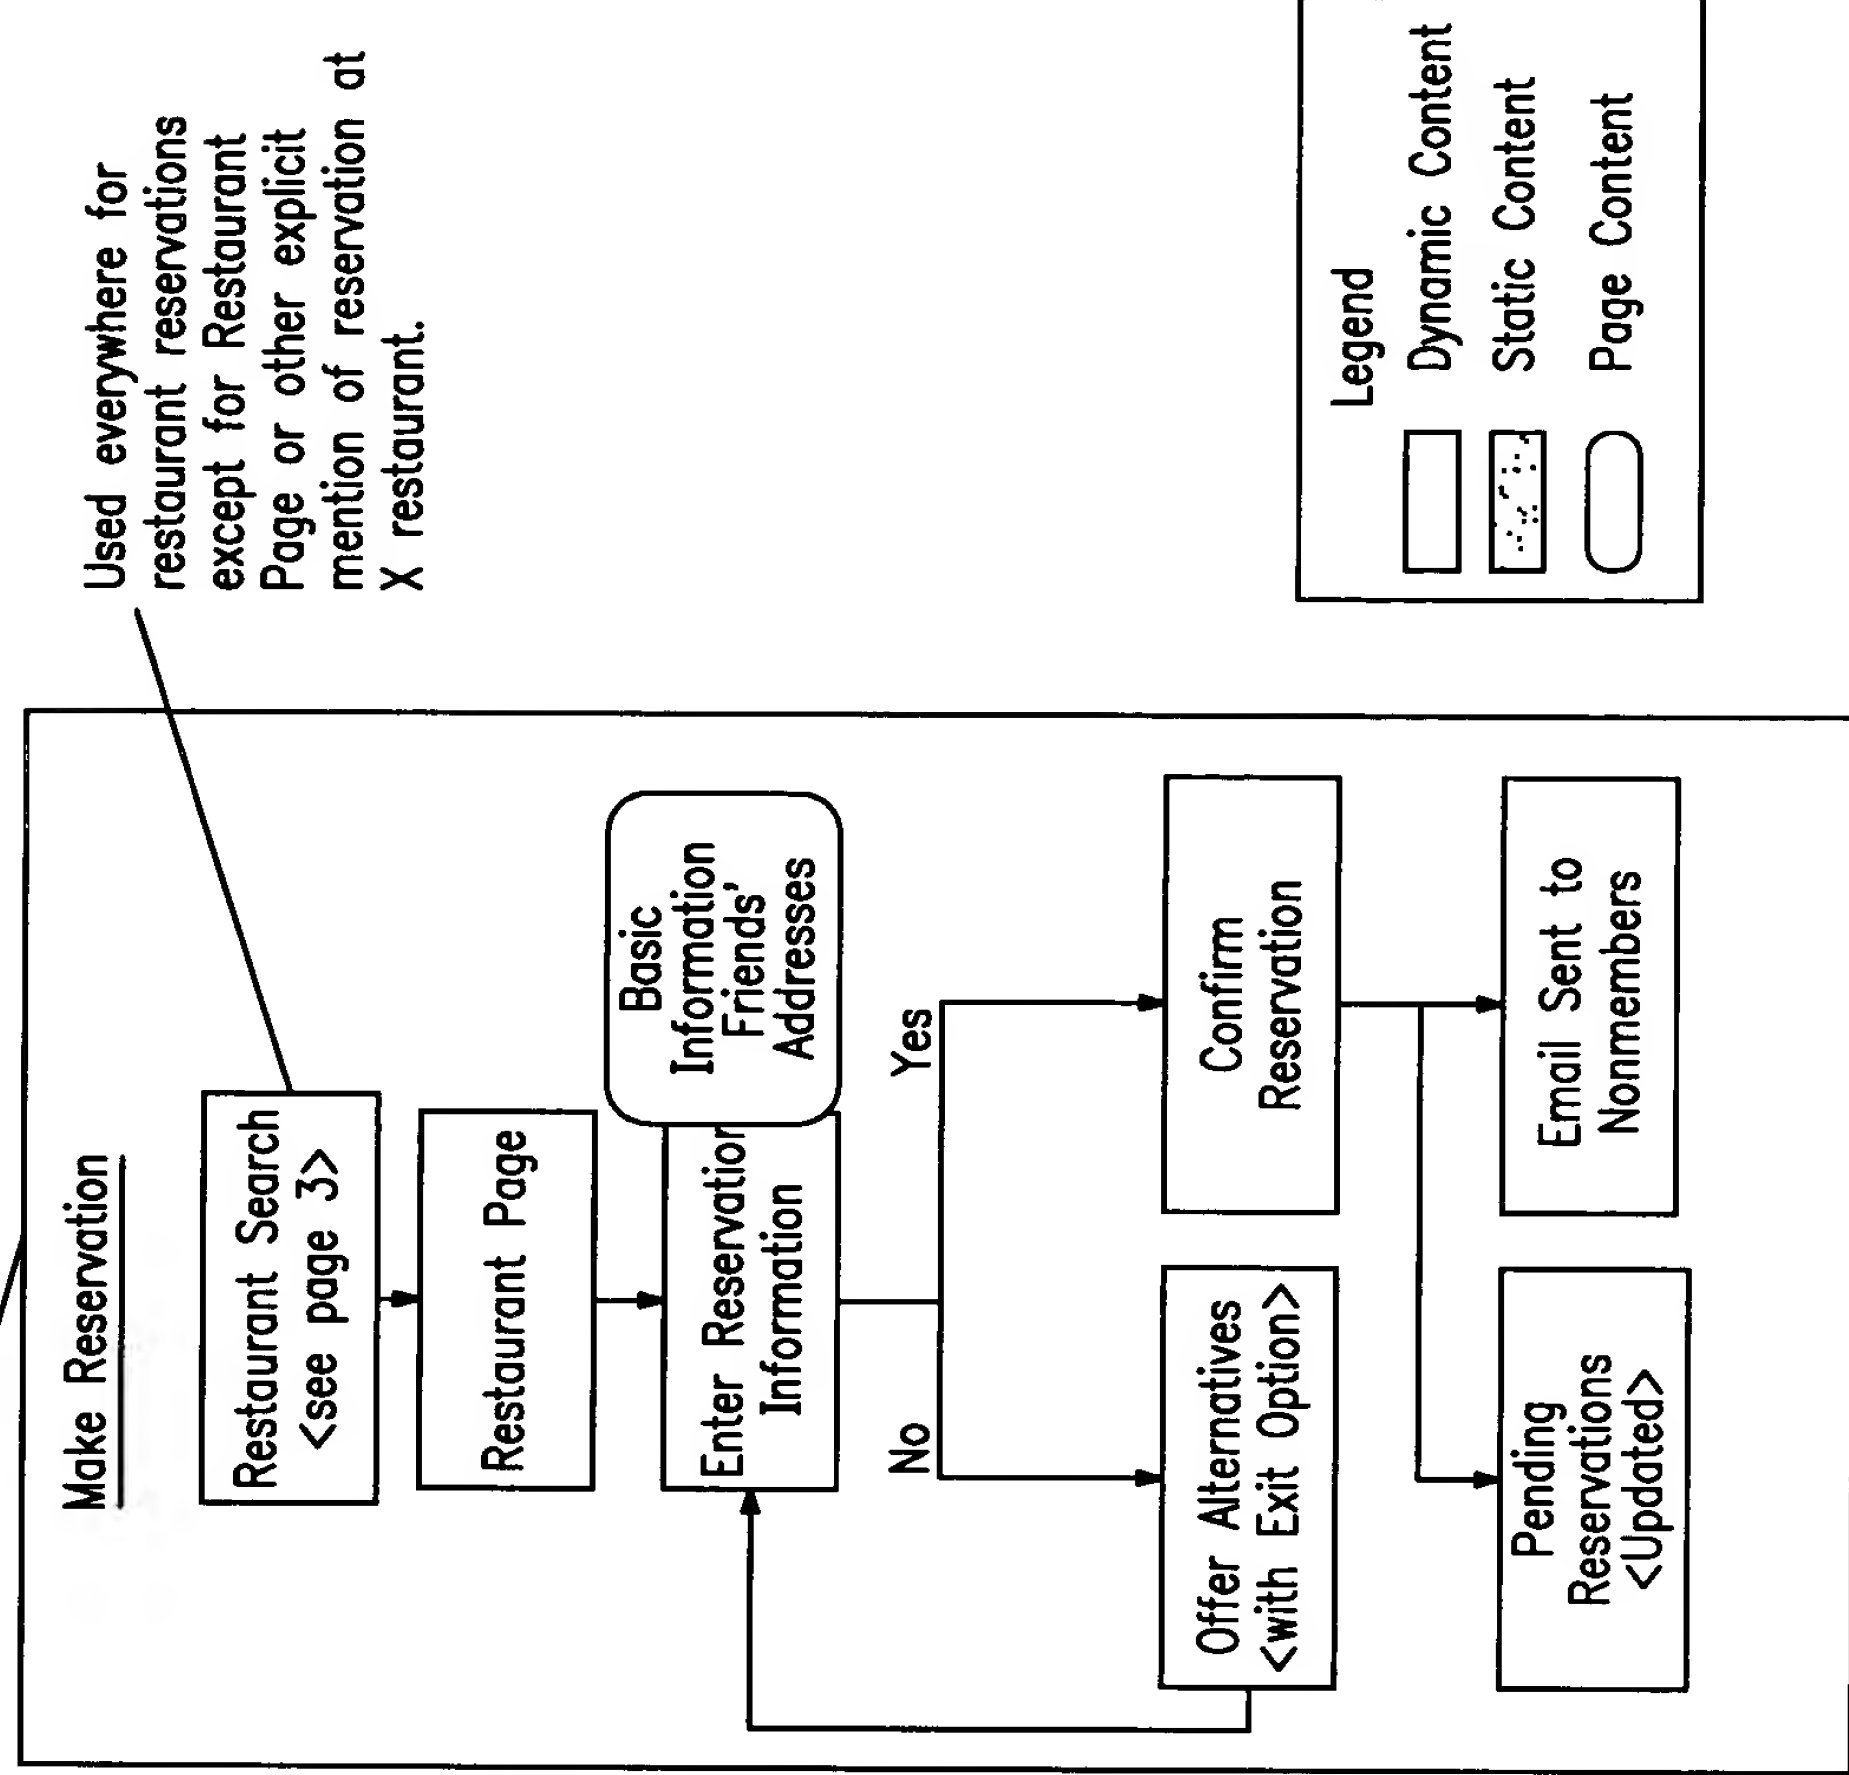 Make Reservation
Restaurant Search
<see page 3>
Used everywhere for
restaurant reservations
except for Restaurant
Page or other explicit
mention of reservation at
X restaurant.
Restaurant Page
Enter Reservation
Information
Basic
Information
Friends'
Addresses
No
Yes
Offer Alternatives
<with Exit Option>
Confirm
Reservation
Pending
Reservations
<Updated>
Email Sent to
Nonmembers
Legend
Dynamic Content
Static Content
Page Content